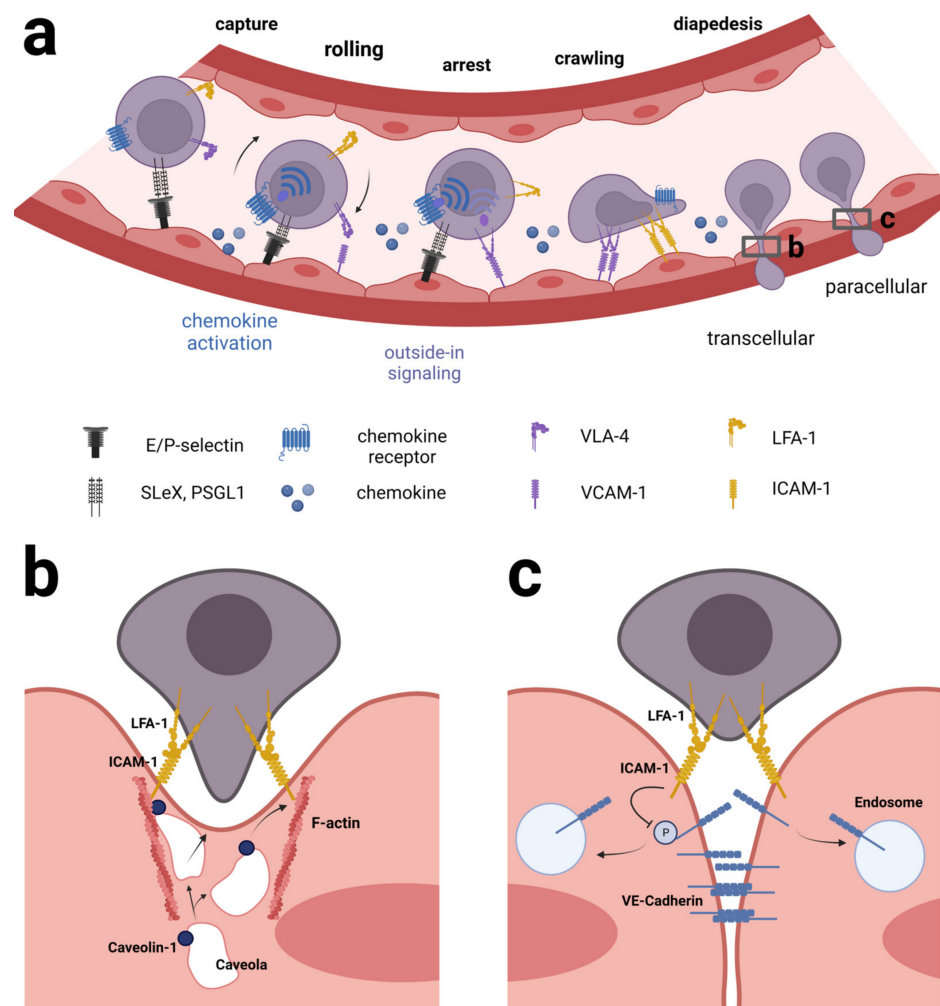 a
capture
rolling
arrest
crawling
diapedesis
b
c
paracellular
transcellular
chemokine
activation
outside-in
signaling
E/P-selectin
chemokine
receptor
VLA-4
LFA-1
SLeX, PSGL1
chemokine
VCAM-1
ICAM-1
b
LFA-1
ICAM-1
F-actin
Caveolin-1
Caveola
c
LFA-1
ICAM-1
Endosome
P
VE-Cadherin